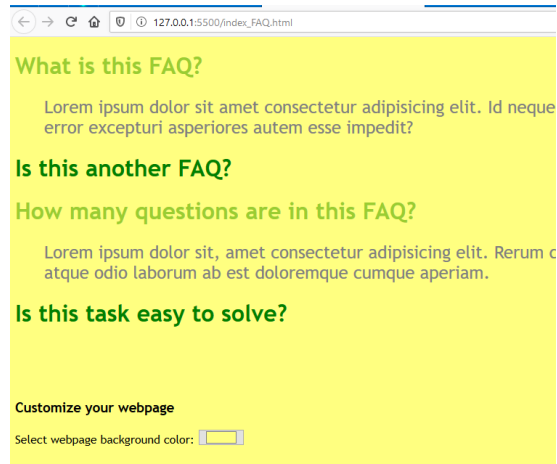 127.0.0.1:5500/index_FAQ.html
What is this FAQ?
Lorem ipsum dolor sit amet consectetur adipisicing elit. Id neque
error excepturi asperiores autem esse impedit?
Is this another FAQ?
How many questions are in this FAQ?
Lorem ipsum dolor sit, amet consectetur adipisicing elit. Rerum
atque odio laborum ab est doloremque cumque aperiam.
Is this task easy to solve?
Customize your webpage
Select webpage background color: